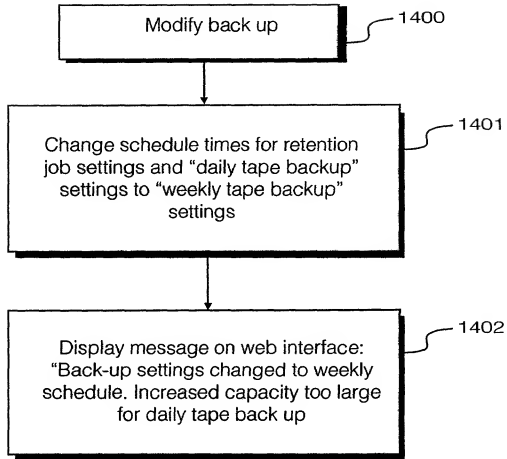 Modify back up
1400
1401
Change schedule times for retention
job settings and “daily tape backup”
settings to “weekly tape backup”
settings
1402
Display message on web interface:
“Back-up settings changed to weekly
schedule. Increased capacity too large
for daily tape back up